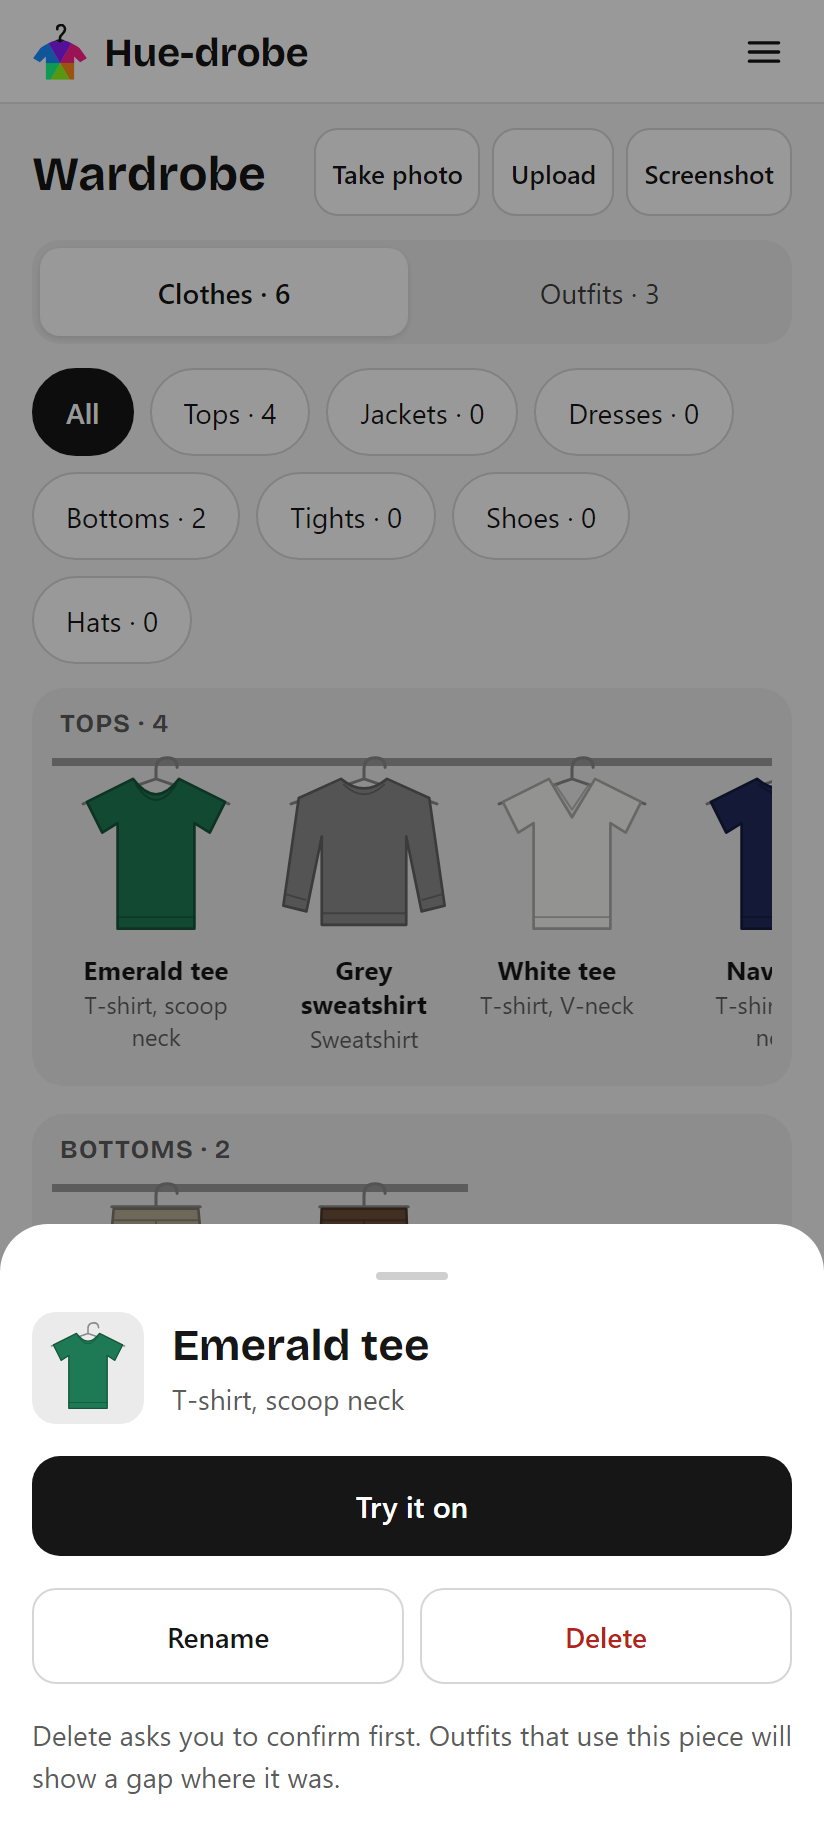 Hue-drobe
Wardrobe
Take photo
Upload
Screenshot
Clothes · 6
Outfits · 3
All
Tops · 4
Jackets · 0
Dresses · 0
Bottoms · 2
Tights · 0
Shoes · 0
Hats · 0
TOPS · 4
Emerald tee
T-shirt, scoop
neck
Grey
sweatshirt
Sweatshirt
White tee
T-shirt, V-neck
BOTTOMS · 2
Emerald tee
T-shirt, scoop neck
Try it on
Rename
Delete
Delete asks you to confirm first. Outfits that use this piece will
show a gap where it was.